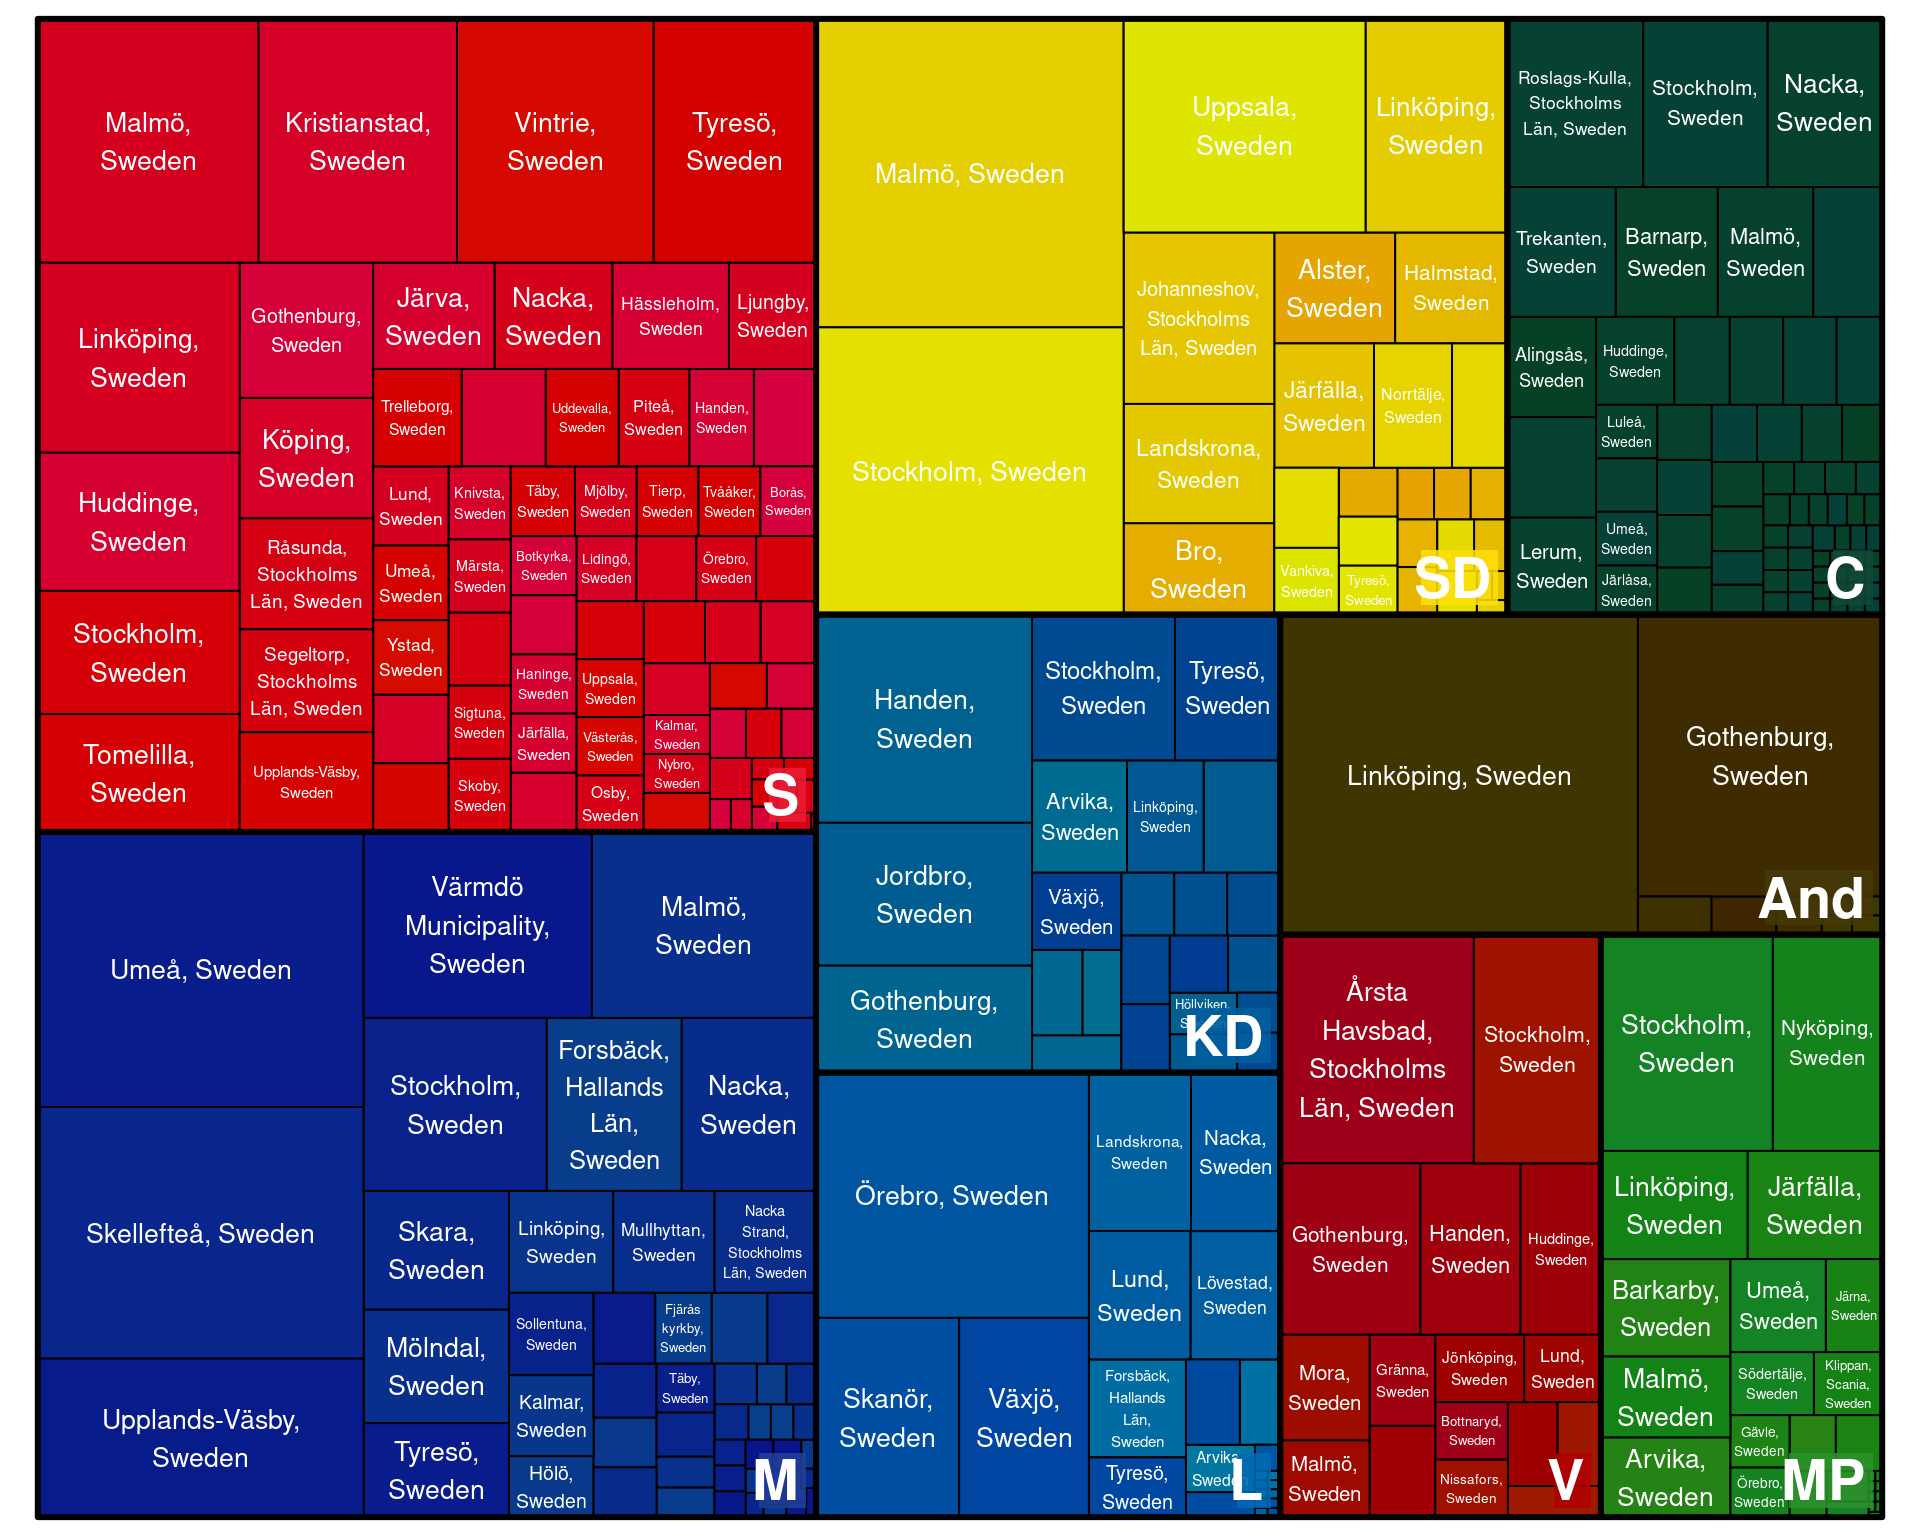 Malmö,
Sweden
Kristianstad,
Sweden
Vintrie,
Sweden
Tyresö,
Sweden
Linköping,
Sweden
Huddinge,
Sweden
Stockholm,
Sweden
Tomelilla,
Sweden
Gothenburg,
Sweden
Köping,
Sweden
Råsunda,
Stockholms
Län, Sweden
Segeltorp,
Stockholms
Län, Sweden
Upplands-Väsby,
Sweden
Järva,
Sweden
Nacka,
Sweden
Hässleholm,
Sweden
Ljungby,
Sweden
Trelleborg,
Sweden
Uddevalla,
Sweden
Piteå,
Sweden
Handen,
Sweden
Lund,
Sweden
Umeå,
Sweden
Ystad,
Sweden
Knivsta,
Sweden
Märsta,
Sweden
Sigtuna,
Sweden
Skoby,
Sweden
Täby,
Sweden
Mjölby,
Sweden
Tierp,
Sweden
Tvååker,
Sweden
Borås,
Sweden
Botkyrka,
Sweden
Haninge,
Sweden
Järfälla,
Sweden
Lidingö,
Sweden
Örebro,
Sweden
Uppsala,
Sweden
Västerås,
Sweden
Osby,
Sweden
Kalmar,
Sweden
Nybro,
Sweden
S
Umeå, Sweden
Skellefteå, Sweden
Upplands-Väsby,
Sweden
Värmdö
Municipality,
Sweden
Malmö,
Sweden
Stockholm,
Sweden
Forsbäck,
Hallands
Län,
Sweden
Nacka,
Sweden
Skara,
Sweden
Mölndal,
Sweden
Tyresö,
Sweden
Linköping,
Sweden
Mullhyttan,
Sweden
Nacka
Strand,
Stockholms
Län, Sweden
Sollentuna,
Sweden
Kalmar,
Sweden
Hölö,
Sweden
Fjärås
kyrkby,
Sweden
Täby,
Sweden
M
Malmö, Sweden
Stockholm, Sweden
Uppsala,
Sweden
Linköping,
Sweden
Johanneshov,
Stockholms
Län, Sweden
Landskrona,
Sweden
Bro,
Sweden
Alster,
Sweden
Halmstad,
Sweden
Järfälla,
Sweden
Norrtälje,
Sweden
Vankiva,
Sweden
Tyresö,
Sweden
SD
Roslags-Kulla,
Stockholms
Län, Sweden
Stockholm,
Sweden
Nacka,
Sweden
Trekanten,
Sweden
Barnarp,
Sweden
Malmö,
Sweden
Alingsås,
Sweden
Lerum,
Sweden
Huddinge,
Sweden
Luleå,
Sweden
Umeå,
Sweden
Järlåsa,
Sweden
C
Handen,
Sweden
Jordbro,
Sweden
Gothenburg,
Sweden
Stockholm,
Sweden
Tyresö,
Sweden
Arvika,
Sweden
Linköping,
Sweden
Växjö,
Sweden
Höllviken,
KD
Linköping, Sweden
Gothenburg,
Sweden
And
Örebro, Sweden
Skanör,
Sweden
Växjö,
Sweden
Landskrona,
Sweden
Nacka,
Sweden
Lund,
Sweden
Lövestad,
Sweden
Forsbäck,
Hallands
Län,
Sweden
Tyresö,
Sweden
Arvika,
Sweden
L
Årsta
Havsbad,
Stockholms
Län, Sweden
Stockholm,
Sweden
Gothenburg,
Sweden
Handen,
Sweden
Huddinge,
Sweden
Mora,
Sweden
Malmö,
Sweden
Gränna,
Sweden
Jönköping,
Sweden
Lund,
Sweden
Bottnaryd,
Sweden
Nissafors,
Sweden
V
Stockholm,
Sweden
Nyköping,
Sweden
Linköping,
Sweden
Järfälla,
Sweden
Barkarby,
Sweden
Malmö,
Sweden
Arvika,
Sweden
Umeå,
Sweden
Järna,
Sweden
Södertälje,
Sweden
Klippan,
Scania,
Sweden
Gävle,
Sweden
Örebro,
Sweden
MP